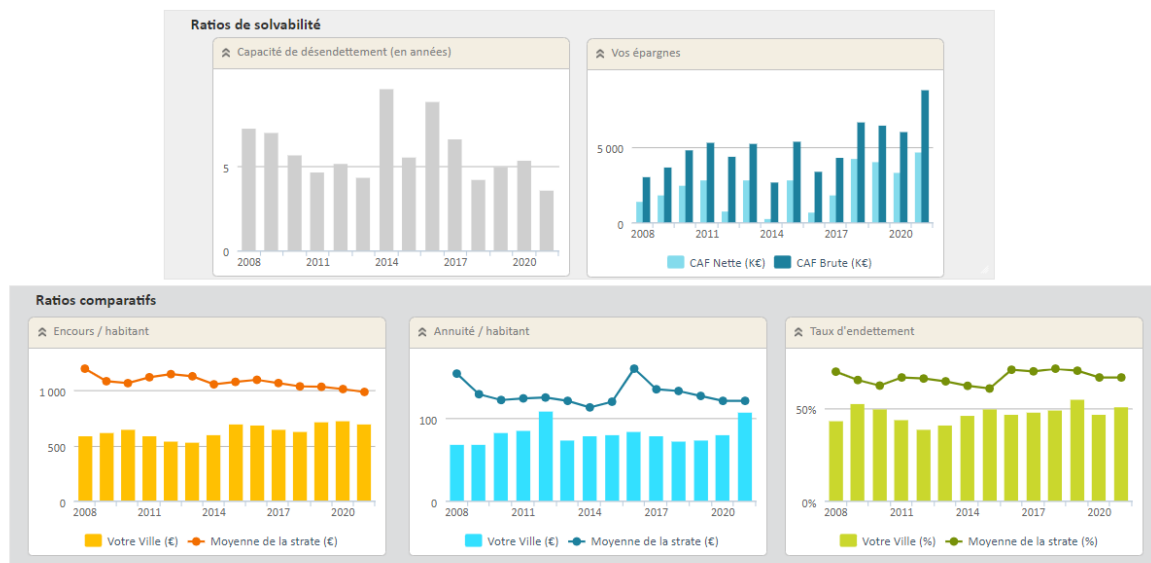 Ratios de solvabilité
Capacité de désendettement (en années)
5
0
2008 2011 2014 2017 2020
Vos épargnes
5 000
0
2008 2011 2014 2017 2020
CAF Nette (K€) CAF Brute (K€)
Ratios comparatifs
Encours / habitant
1 000
500
0
2008 2011 2014 2017 2020
Votre Ville (€) Moyenne de la strate (€)
Annuité / habitant
100
0
2008 2011 2014 2017 2020
Votre Ville (€) Moyenne de la strate (€)
Taux d'endettement
50%
0%
2008 2011 2014 2017 2020
Votre Ville (%) Moyenne de la strate (%)